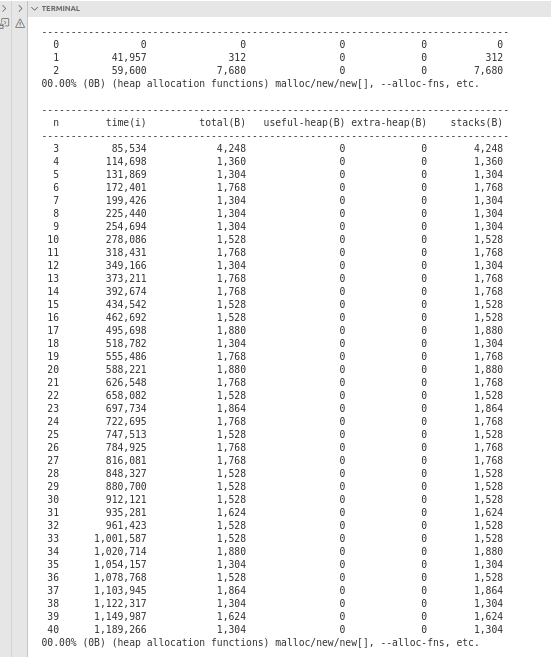 TERMINAL
--------------------------------------------------------------------------------
0 0 0 0 0 0
1 41,957 312 0 0 312
2 59,600 7,680 0 0 7,680
00.00% (0B) (heap allocation functions) malloc/new/new[], --alloc-fns, etc.
--------------------------------------------------------------------------------
n time(i) total(B) useful-heap(B) extra-heap(B) stacks(B)
--------------------------------------------------------------------------------
3 85,534 4,248 0 0 4,248
4 114,698 1,360 0 0 1,360
5 131,869 1,304 0 0 1,304
6 172,401 1,768 0 0 1,768
7 199,426 1,304 0 0 1,304
8 225,440 1,304 0 0 1,304
9 254,694 1,304 0 0 1,304
10 278,086 1,528 0 0 1,528
11 318,431 1,768 0 0 1,768
12 349,166 1,304 0 0 1,304
13 373,211 1,768 0 0 1,768
14 392,674 1,768 0 0 1,768
15 434,542 1,528 0 0 1,528
16 462,692 1,528 0 0 1,528
17 495,698 1,880 0 0 1,880
18 518,782 1,304 0 0 1,304
19 555,486 1,768 0 0 1,768
20 588,221 1,880 0 0 1,880
21 626,548 1,768 0 0 1,768
22 658,082 1,528 0 0 1,528
23 697,734 1,864 0 0 1,864
24 722,695 1,768 0 0 1,768
25 747,513 1,528 0 0 1,528
26 784,925 1,768 0 0 1,768
27 816,081 1,768 0 0 1,768
28 848,327 1,528 0 0 1,528
29 880,700 1,528 0 0 1,528
30 912,121 1,528 0 0 1,528
31 935,281 1,624 0 0 1,624
32 961,423 1,528 0 0 1,528
33 1,001,587 1,528 0 0 1,528
34 1,020,714 1,880 0 0 1,880
35 1,054,157 1,304 0 0 1,304
36 1,078,768 1,528 0 0 1,528
37 1,103,945 1,864 0 0 1,864
38 1,122,317 1,304 0 0 1,304
39 1,149,987 1,624 0 0 1,624
40 1,189,266 1,304 0 0 1,304
00.00% (0B) (heap allocation functions) malloc/new/new[], --alloc-fns, etc.